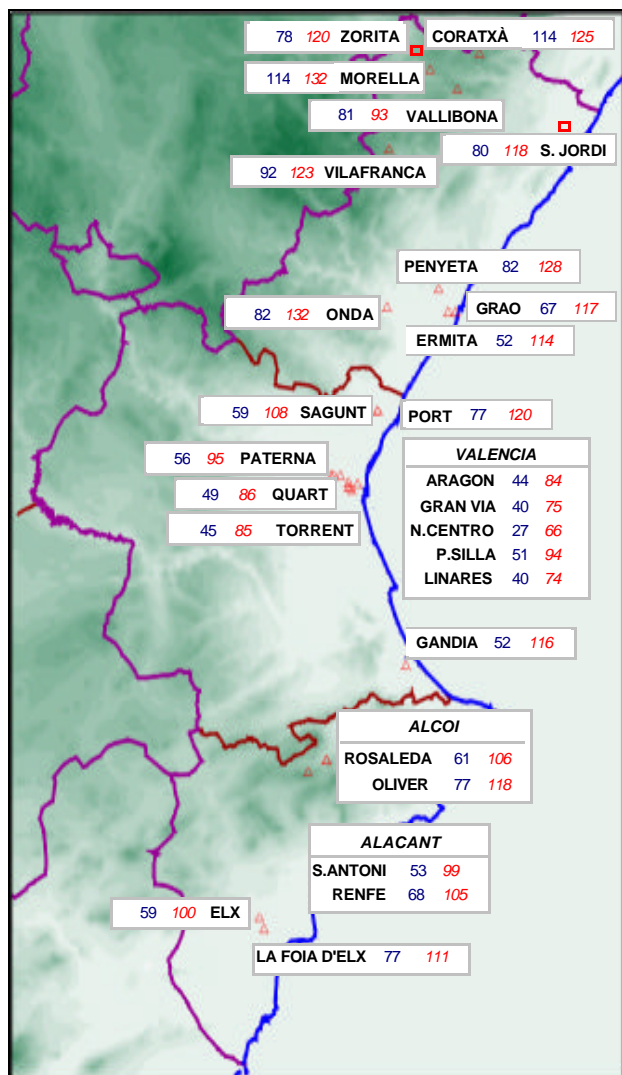 78 120 ZORITA
CORATXÀ 114 125
114 132 MORELLA
81 93 VALLIBONA
80 118 S. JORDI
92 123 VILAFRANCA
PENYETA 82 128
82 132 ONDA
GRAO 67 117
ERMITA 52 114
59 108 SAGUNT
PORT 77 120
56 95 PATERNA
49 86 QUART
45 85 TORRENT
VALENCIA
ARAGON 44 84
GRAN VIA 40 75
N.CENTRO 27 66
P.SILLA 51 94
LINARES 40 74
GANDIA 52 116
ALCOI
ROSALEDA 61 106
OLIVER 77 118
ALACANT
S.ANTONI 53 99
RENFE 68 105
59 100 ELX
LA FOIA D'ELX 77 111